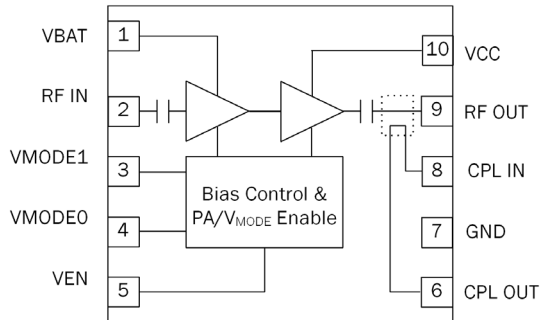 VBAT 1
RF IN 2
VMODE1 3
VMODE0 4
VEN 5
Bias Control &
PA/VMODE Enable
10 VCC
9 RF OUT
8 CPL IN
7 GND
6 CPL OUT